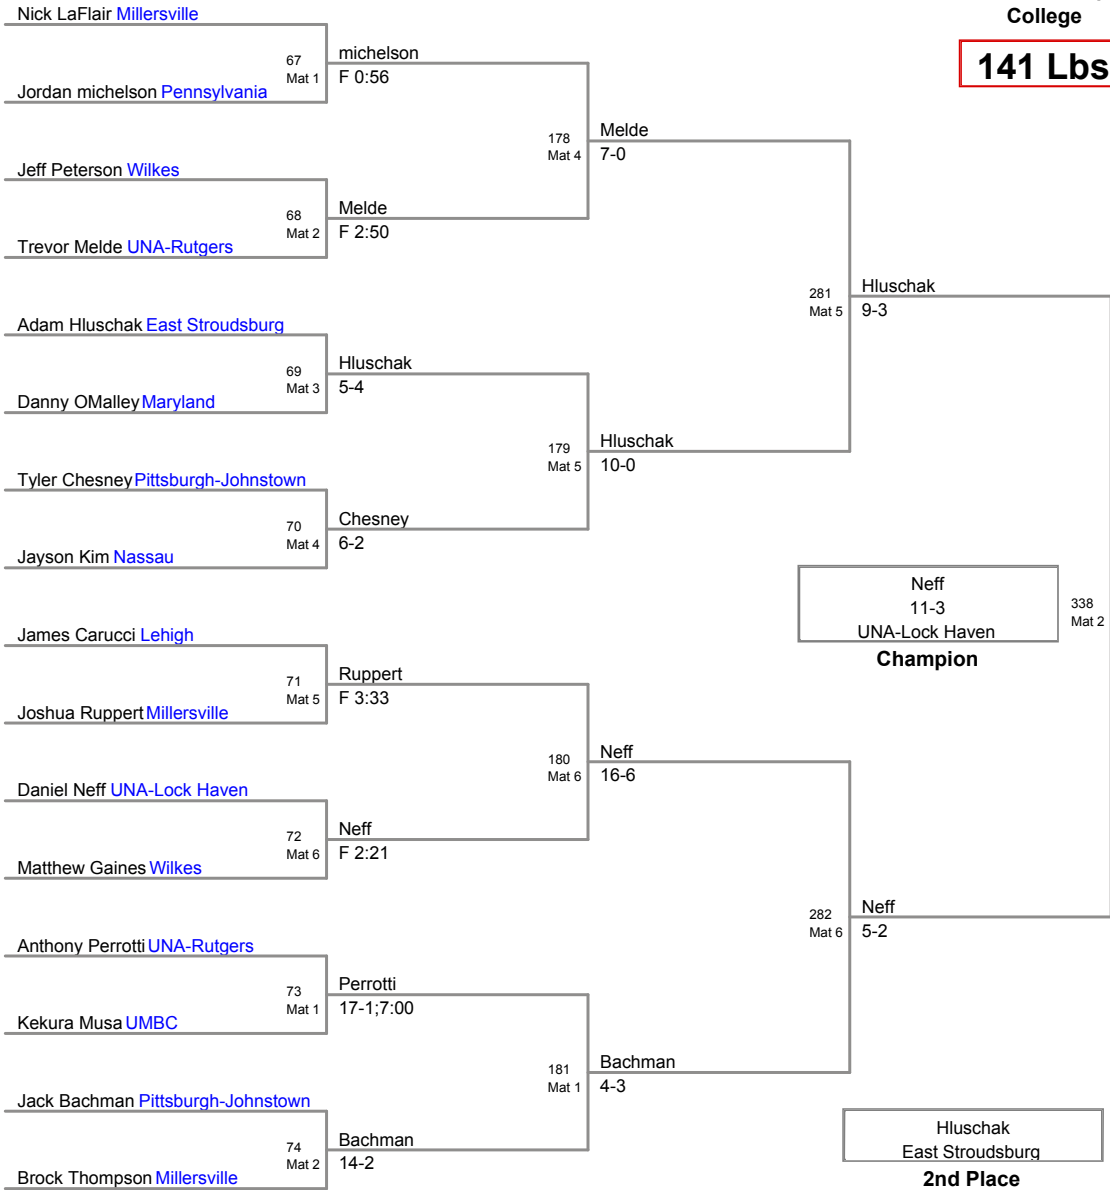 College
141 Lbs
Nick LaFlair Millersville
67
Mat 1
michelson
F 0:56
Jordan michelson Pennsylvania
178
Mat 4
Melde
7-0
Jeff Peterson Wilkes
68
Mat 2
Melde
F 2:50
Trevor Melde UNA-Rutgers
281
Mat 5
Hluschak
9-3
Adam Hluschak East Stroudsburg
69
Mat 3
Hluschak
5-4
Danny OMalley Maryland
179
Mat 5
Hluschak
10-0
Tyler Chesney Pittsburgh-Johnstown
70
Mat 4
Chesney
6-2
Jayson Kim Nassau
Neff
11-3
UNA-Lock Haven
Champion
338
Mat 2
James Carucci Lehigh
71
Mat 5
Ruppert
F 3:33
Joshua Ruppert Millersville
180
Mat 6
Neff
16-6
Daniel Neff UNA-Lock Haven
72
Mat 6
Neff
F 2:21
Matthew Gaines Wilkes
282
Mat 6
Neff
5-2
Anthony Perrotti UNA-Rutgers
73
Mat 1
Perrotti
17-1;7:00
Kekura Musa UMBC
181
Mat 1
Bachman
4-3
Jack Bachman Pittsburgh-Johnstown
74
Mat 2
Bachman
14-2
Brock Thompson Millersville
Hluschak
East Stroudsburg
2nd Place